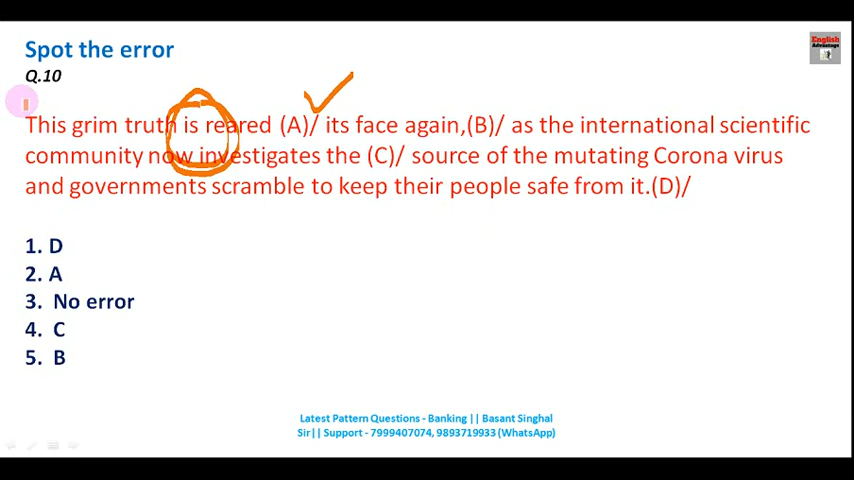 Spot the error
English
Advantage
Q.10
This grim truth is reared (A)/ its face again,(B)/ as the international scientific
community now investigates the (C)/ source of the mutating Corona virus
and governments scramble to keep their people safe from it.(D)/
1. D
2. A
3. No error
4. C
5. B
Latest Pattern Questions - Banking || Basant Singhal
Sir|| Support - 7999407074, 9893719933 (WhatsApp)